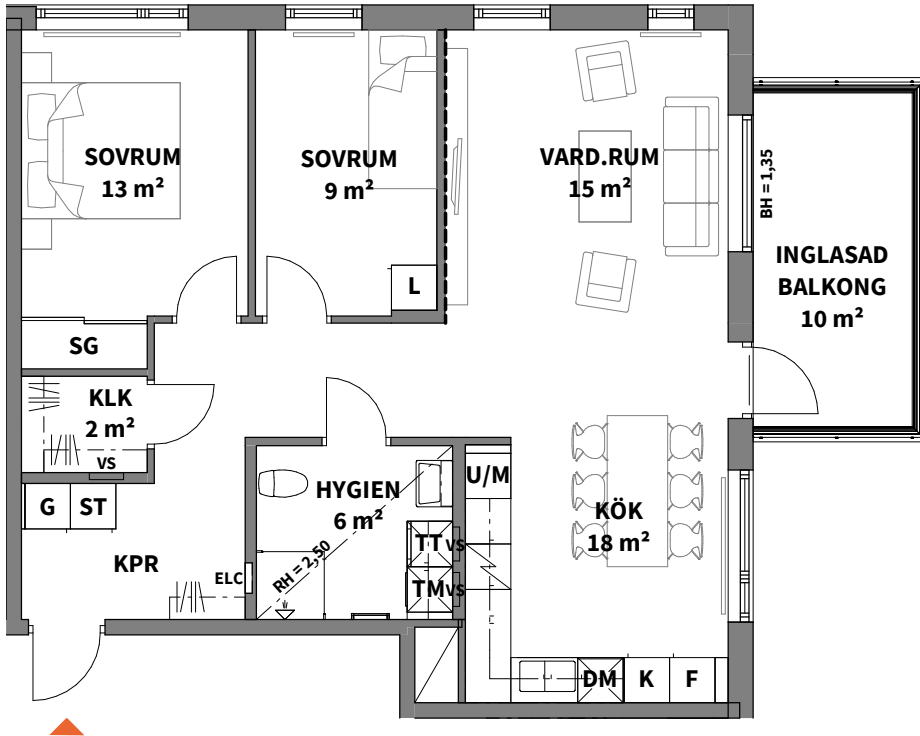 SOVRUM
13 m²
SOVRUM
9 m²
VARD.RUM
15 m²
BH = 1,35
INGLASAD
BALKONG
10 m²
L
SG
KLK
2 m²
VS
G
ST
KPR
ELC
HYGIEN
6 m²
RH = 2,50
TT
VS
TM
VS
U/M
KÖK
18 m²
DM
K
F